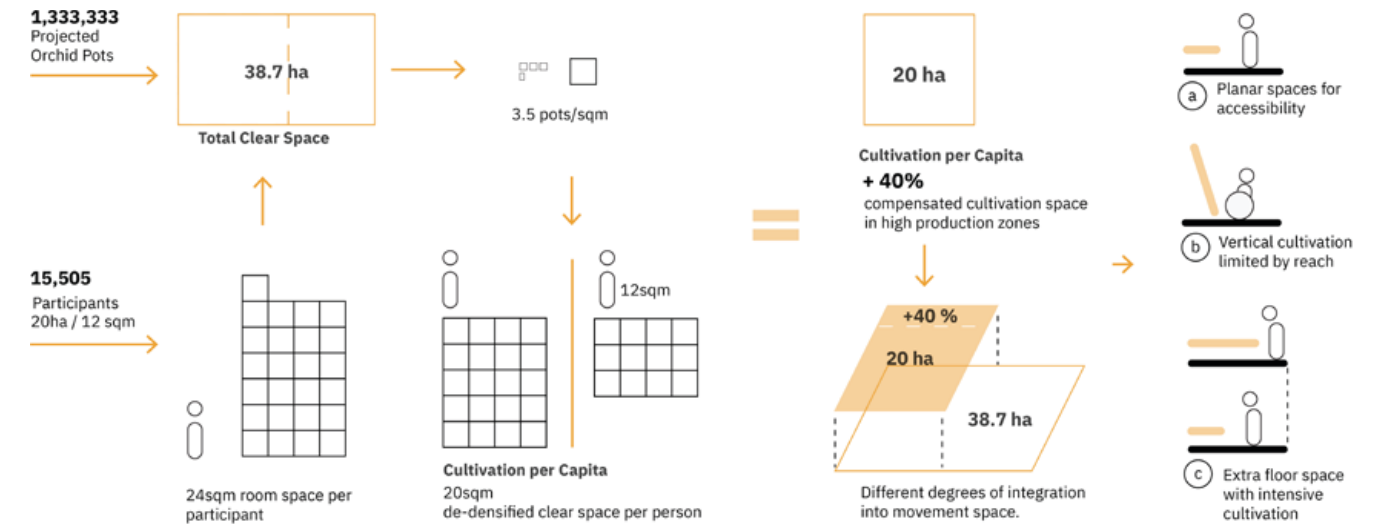 1,333,333
Projected
Orchid Pots
38.7 ha
Total Clear Space
3.5 pots/sqm
15,505
Participants
20ha / 12 sqm
24sqm room space per
participant
12sqm
Cultivation per Capita
20sqm
de-densified clear space per person
20 ha
Cultivation per Capita
+ 40%
compensated cultivation space
in high production zones
+40 %
20 ha
38.7 ha
Different degrees of integration
into movement space.
a
Planar spaces for
accessibility
b
Vertical cultivation
limited by reach
c
Extra floor space
with intensive
cultivation